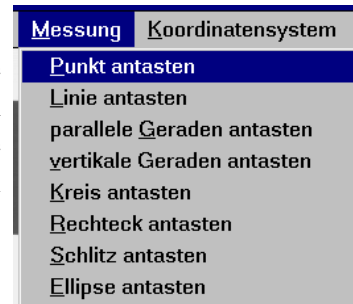 Messung Koordinatensystem
Punkt antasten
Linie antasten
parallele Geraden antasten
vertikale Geraden antasten
Kreis antasten
Rechteck antasten
Schlitz antasten
Ellipse antasten